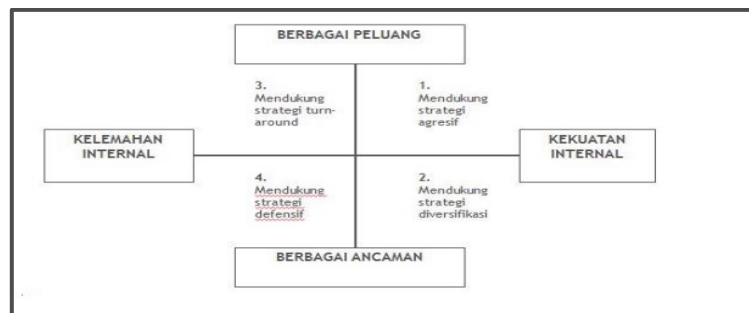 BERBAGAI PELUANG
3.
Mendukung
strategi turn-
around
1.
Mendukung
strategi
agresif
KELEMAHAN
INTERNAL
KEKUATAN
INTERNAL
4.
Mendukung
strategi
defensif
2.
Mendukung
strategi
diversifikasi
BERBAGAI ANCAMAN